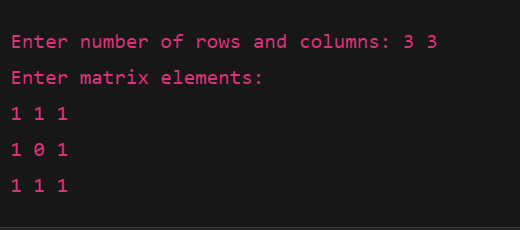 Enter number of rows and columns: 3 3
Enter matrix elements:
1 1 1
1 0 1
1 1 1